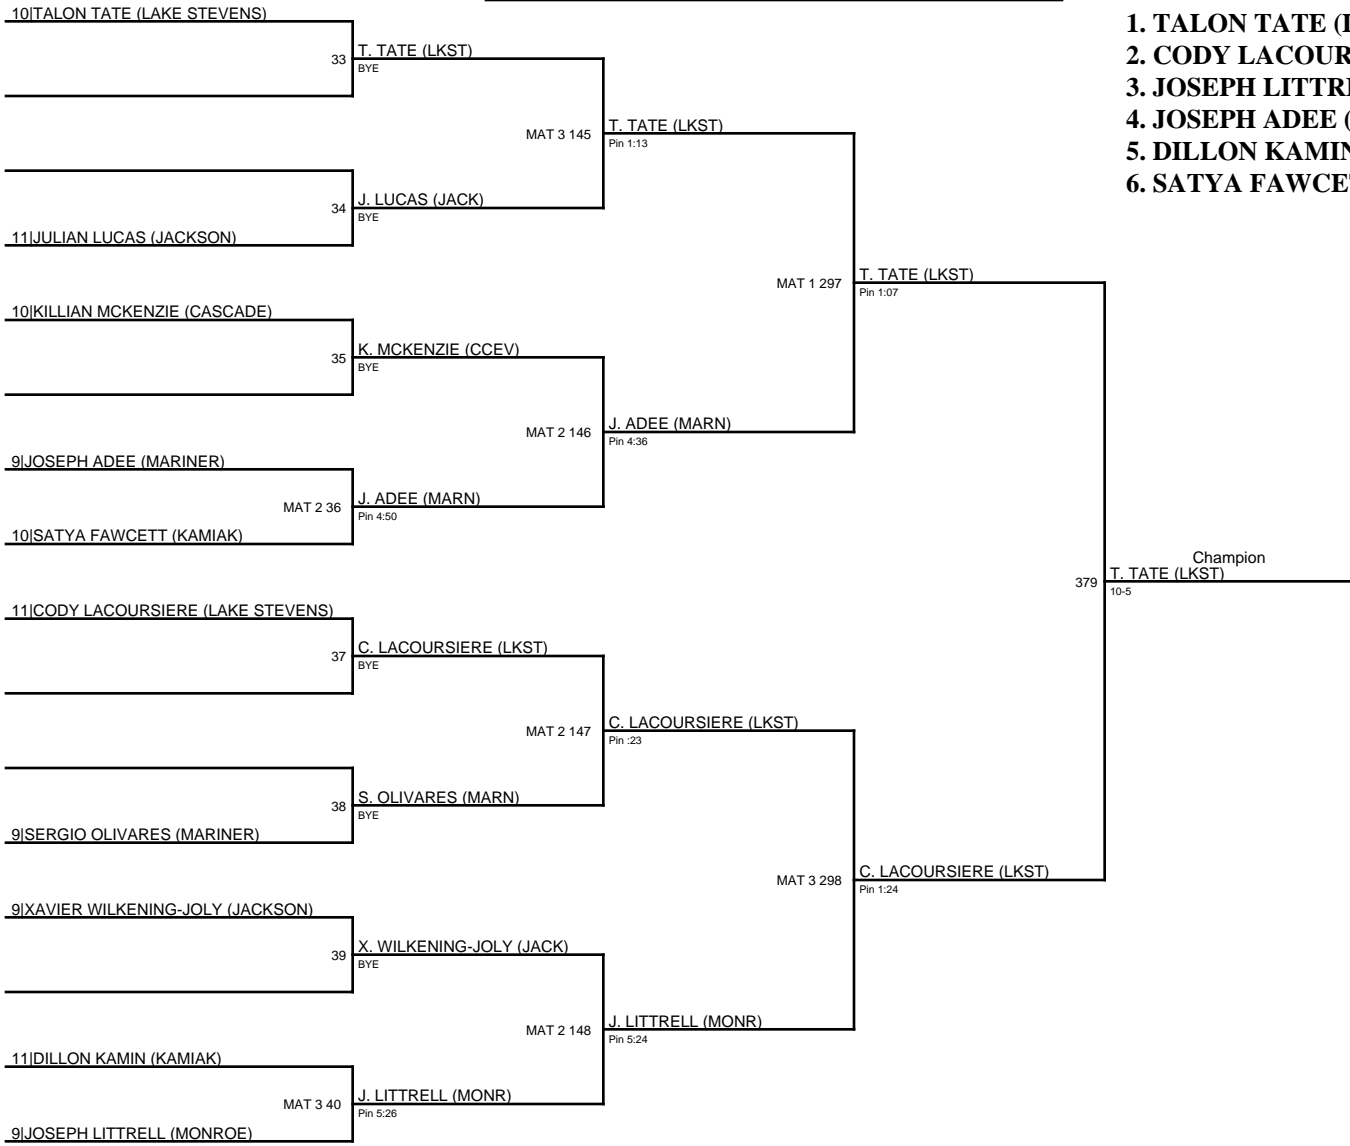 10|TALON TATE (LAKE STEVENS)
33
T. TATE (LKST)
BYE
MAT 3 145
T. TATE (LKST)
Pin 1:13
34
J. LUCAS (JACK)
BYE
11|JULIAN LUCAS (JACKSON)
MAT 1 297
T. TATE (LKST)
Pin 1:07
10|KILLIAN MCKENZIE (CASCADE)
35
K. MCKENZIE (CCEV)
BYE
MAT 2 146
J. ADEE (MARN)
Pin 4:36
9|JOSEPH ADEE (MARINER)
MAT 2 36
J. ADEE (MARN)
Pin 4:50
10|SATYA FAWCETT (KAMIAK)
Champion
379
T. TATE (LKST)
10-5
11|CODY LACOURSIERE (LAKE STEVENS)
37
C. LACOURSIERE (LKST)
BYE
MAT 2 147
C. LACOURSIERE (LKST)
Pin :23
38
S. OLIVARES (MARN)
BYE
9|SERGIO OLIVARES (MARINER)
MAT 3 298
C. LACOURSIERE (LKST)
Pin 1:24
9|XAVIER WILKENING-JOLY (JACKSON)
39
X. WILKENING-JOLY (JACK)
BYE
MAT 2 148
J. LITTRELL (MONR)
Pin 5:24
11|DILLON KAMIN (KAMIAK)
MAT 3 40
J. LITTRELL (MONR)
Pin 5:26
9|JOSEPH LITTRELL (MONROE)
1. TALON TATE (
2. CODY LACOUR
3. JOSEPH LITTR
4. JOSEPH ADEE (
5. DILLON KAMIN
6. SATYA FAWCE